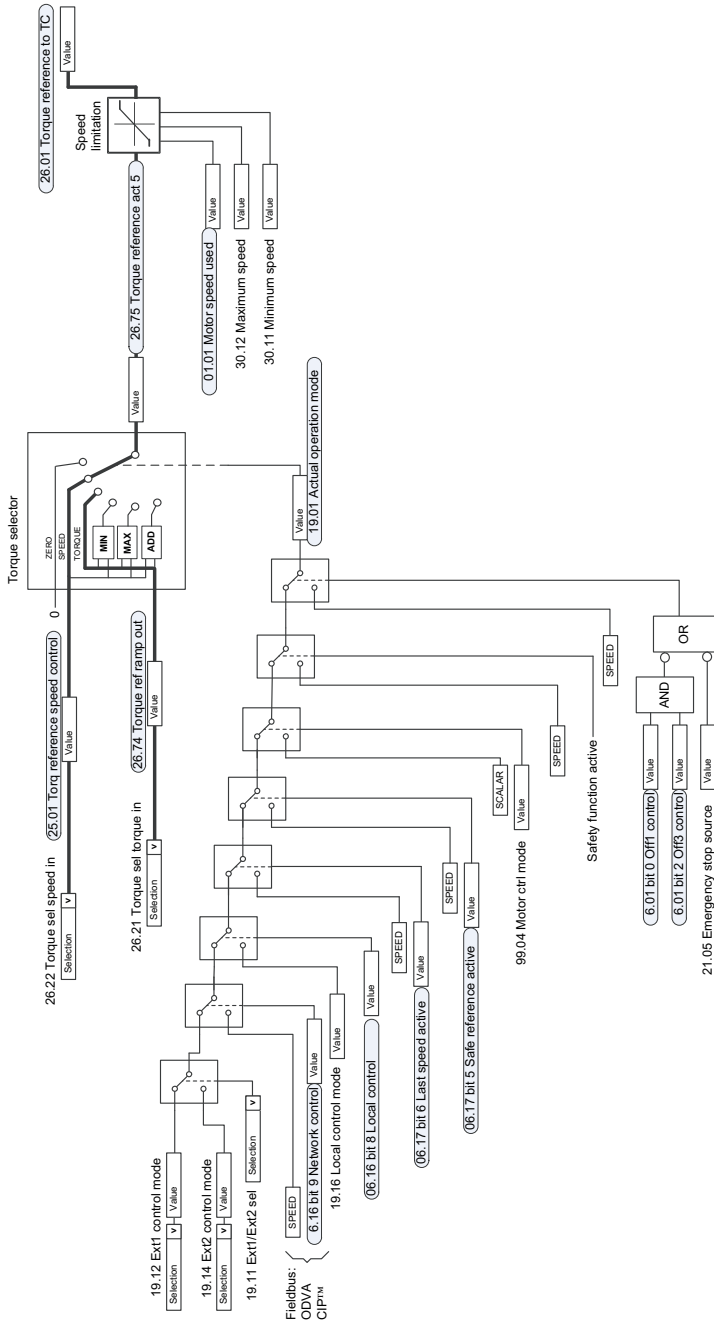 Torque selector
26.22 Torque sel speed in
Selection v
25.01 Torq reference speed control
Value
0
ZERO
SPEED
TORQUE
MIN
MAX
ADD
26.21 Torque sel torque in
Selection v
26.74 Torque ref ramp out
Value
Value
26.75 Torque reference act 5
Speed
limitation
Value
26.01 Torque reference to TC
01.01 Motor speed used
Value
30.12 Maximum speed
Value
30.11 Minimum speed
Value
19.01 Actual operation mode
Value
19.12 Ext1 control mode
Selection v Value
19.14 Ext2 control mode
Selection v Value
19.11 Ext1/Ext2 sel
Selection v
Fieldbus:
ODVA
CIP™
SPEED
6.16 bit 9 Network control
Value
19.16 Local control mode
Value
06.16 bit 8 Local control
Value
SPEED
06.17 bit 6 Last speed active
Value
SPEED
06.17 bit 5 Safe reference active
Value
SCALAR
99.04 Motor ctrl mode
Value
SPEED
Safety function active
SPEED
6.01 bit 0 Off1 control
Value
6.01 bit 2 Off3 control
Value
AND
OR
21.05 Emergency stop source
Value